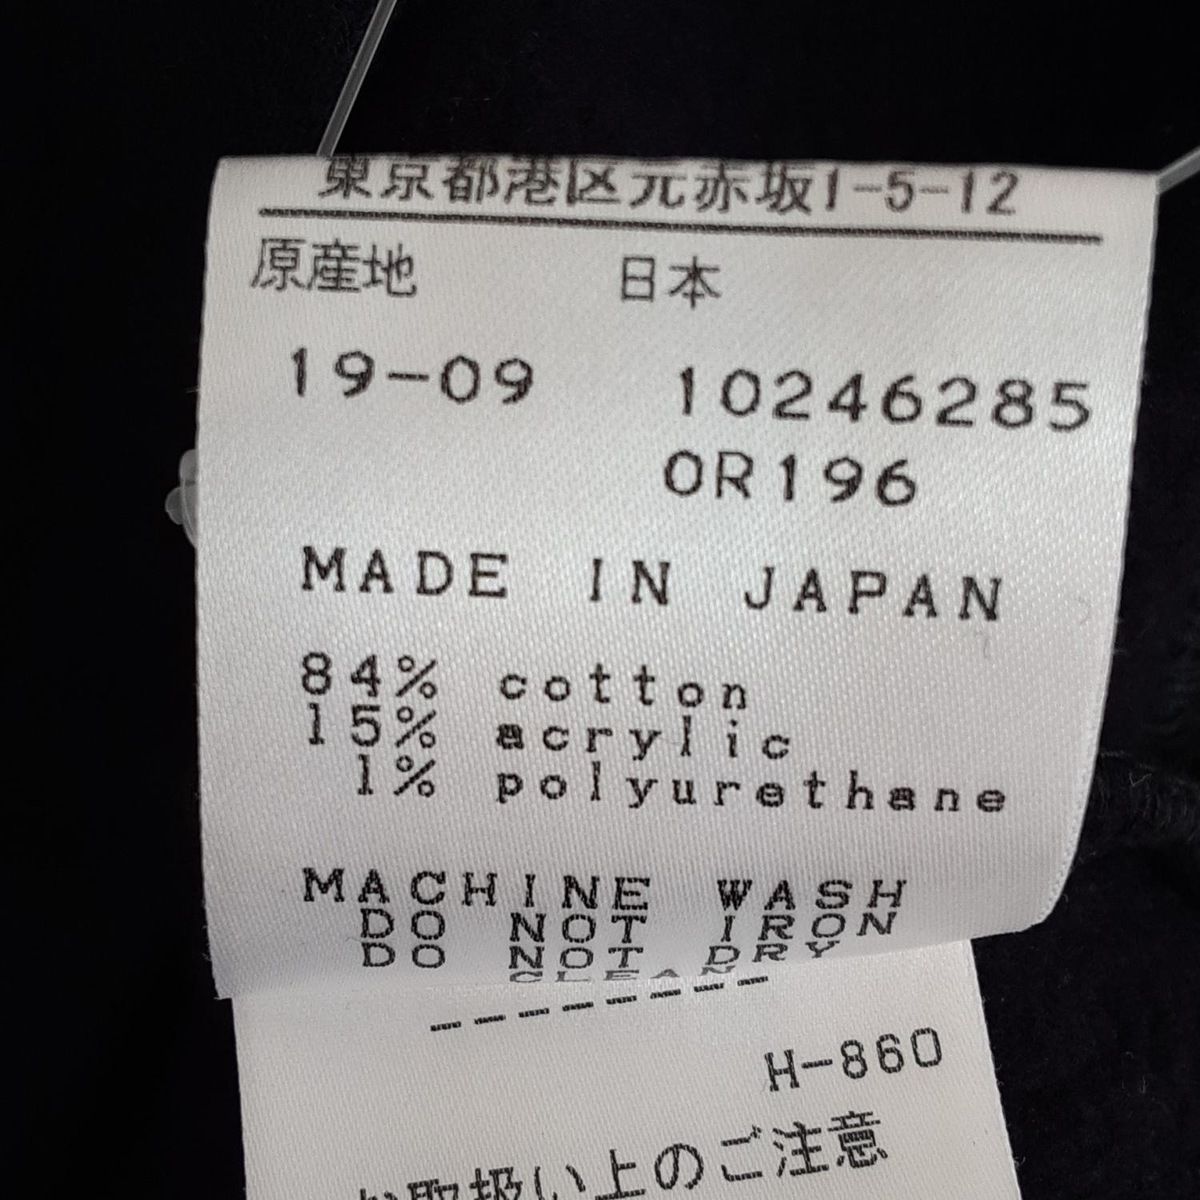 東京都港区元赤坂1-5-12
原産地 日本
19-09 10246285
OR196
MADE IN JAPAN
84% cotton
15% acrylic
1% polyurethane
MACHINE WASH
DO NOT IRON
DO NOT DRY
CLEAN
--------
H-860
お取扱い上のご注意